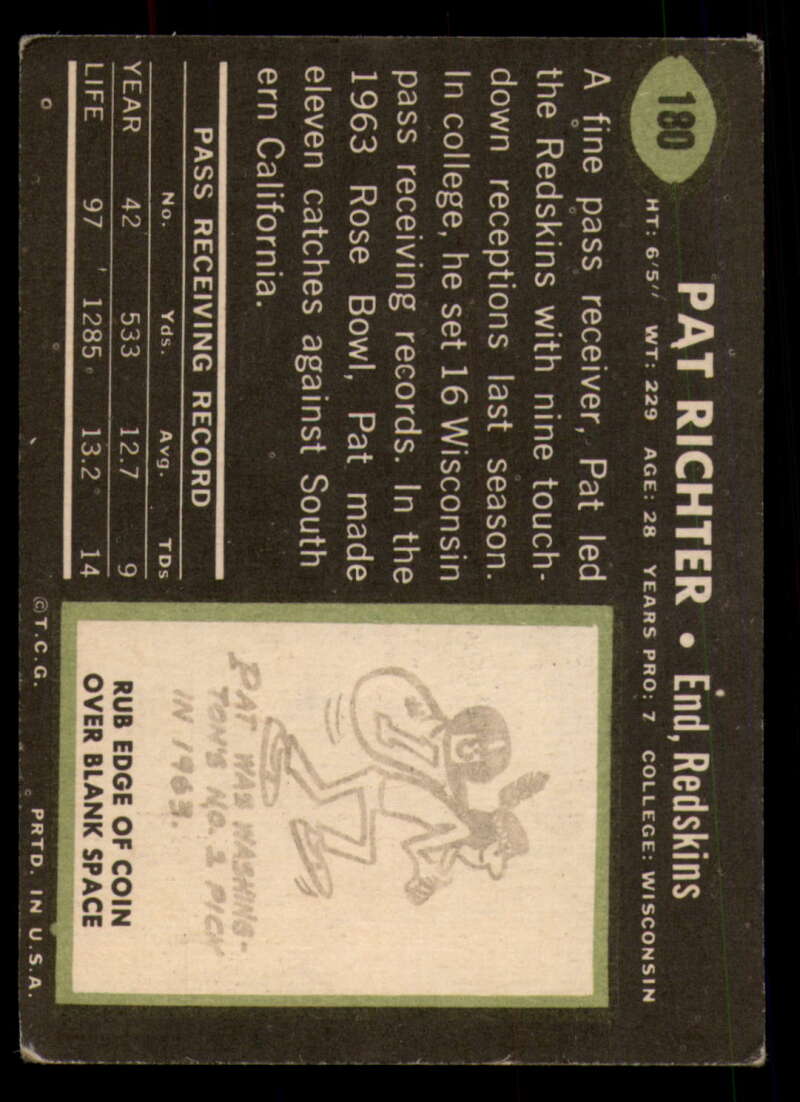 180
PAT RICHTER • End, Redskins
HT: 6'5" WT: 229 AGE: 28 YEARS PRO: 7 COLLEGE: WISCONSIN
A fine pass receiver, Pat led
the Redskins with nine touch-
down receptions last season.
In college, he set 16 Wisconsin
pass receiving records. In the
1963 Rose Bowl, Pat made
eleven catches against South
ern California.
PASS RECEIVING RECORD
No. Yds. Avg. TDs
YEAR 42 533 12.7 9
LIFE 97 1285 13.2 14
PAT WAS WASHING-
TON'S NO. 1 PICK
IN 1963.
RUB EDGE OF COIN
OVER BLANK SPACE
©T.C.G. PRTD. IN U.S.A.